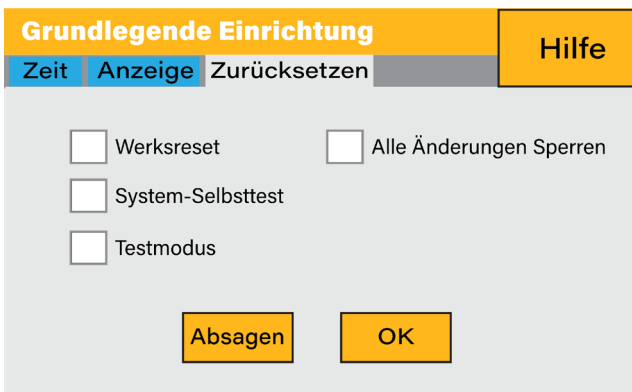 Grundlegende Einrichtung
Hilfe
Zeit Anzeige Zurücksetzen
Werksreset
Alle Änderungen Sperren
System-Selbsttest
Testmodus
Absagen OK